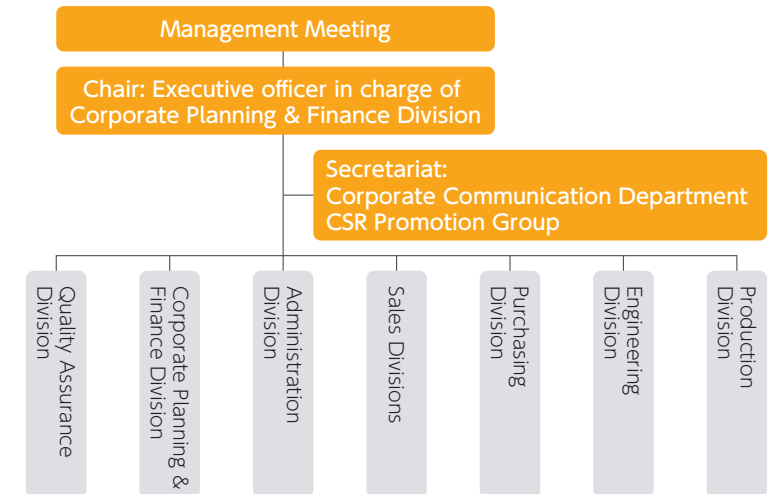 Management Meeting
Chair: Executive officer in charge of
Corporate Planning & Finance Division
Secretariat:
Corporate Communication Department
CSR Promotion Group
Quality Assurance
Division
Corporate Planning &
Finance Division
Administration
Division
Sales Divisions
Purchasing
Division
Engineering
Division
Production
Division